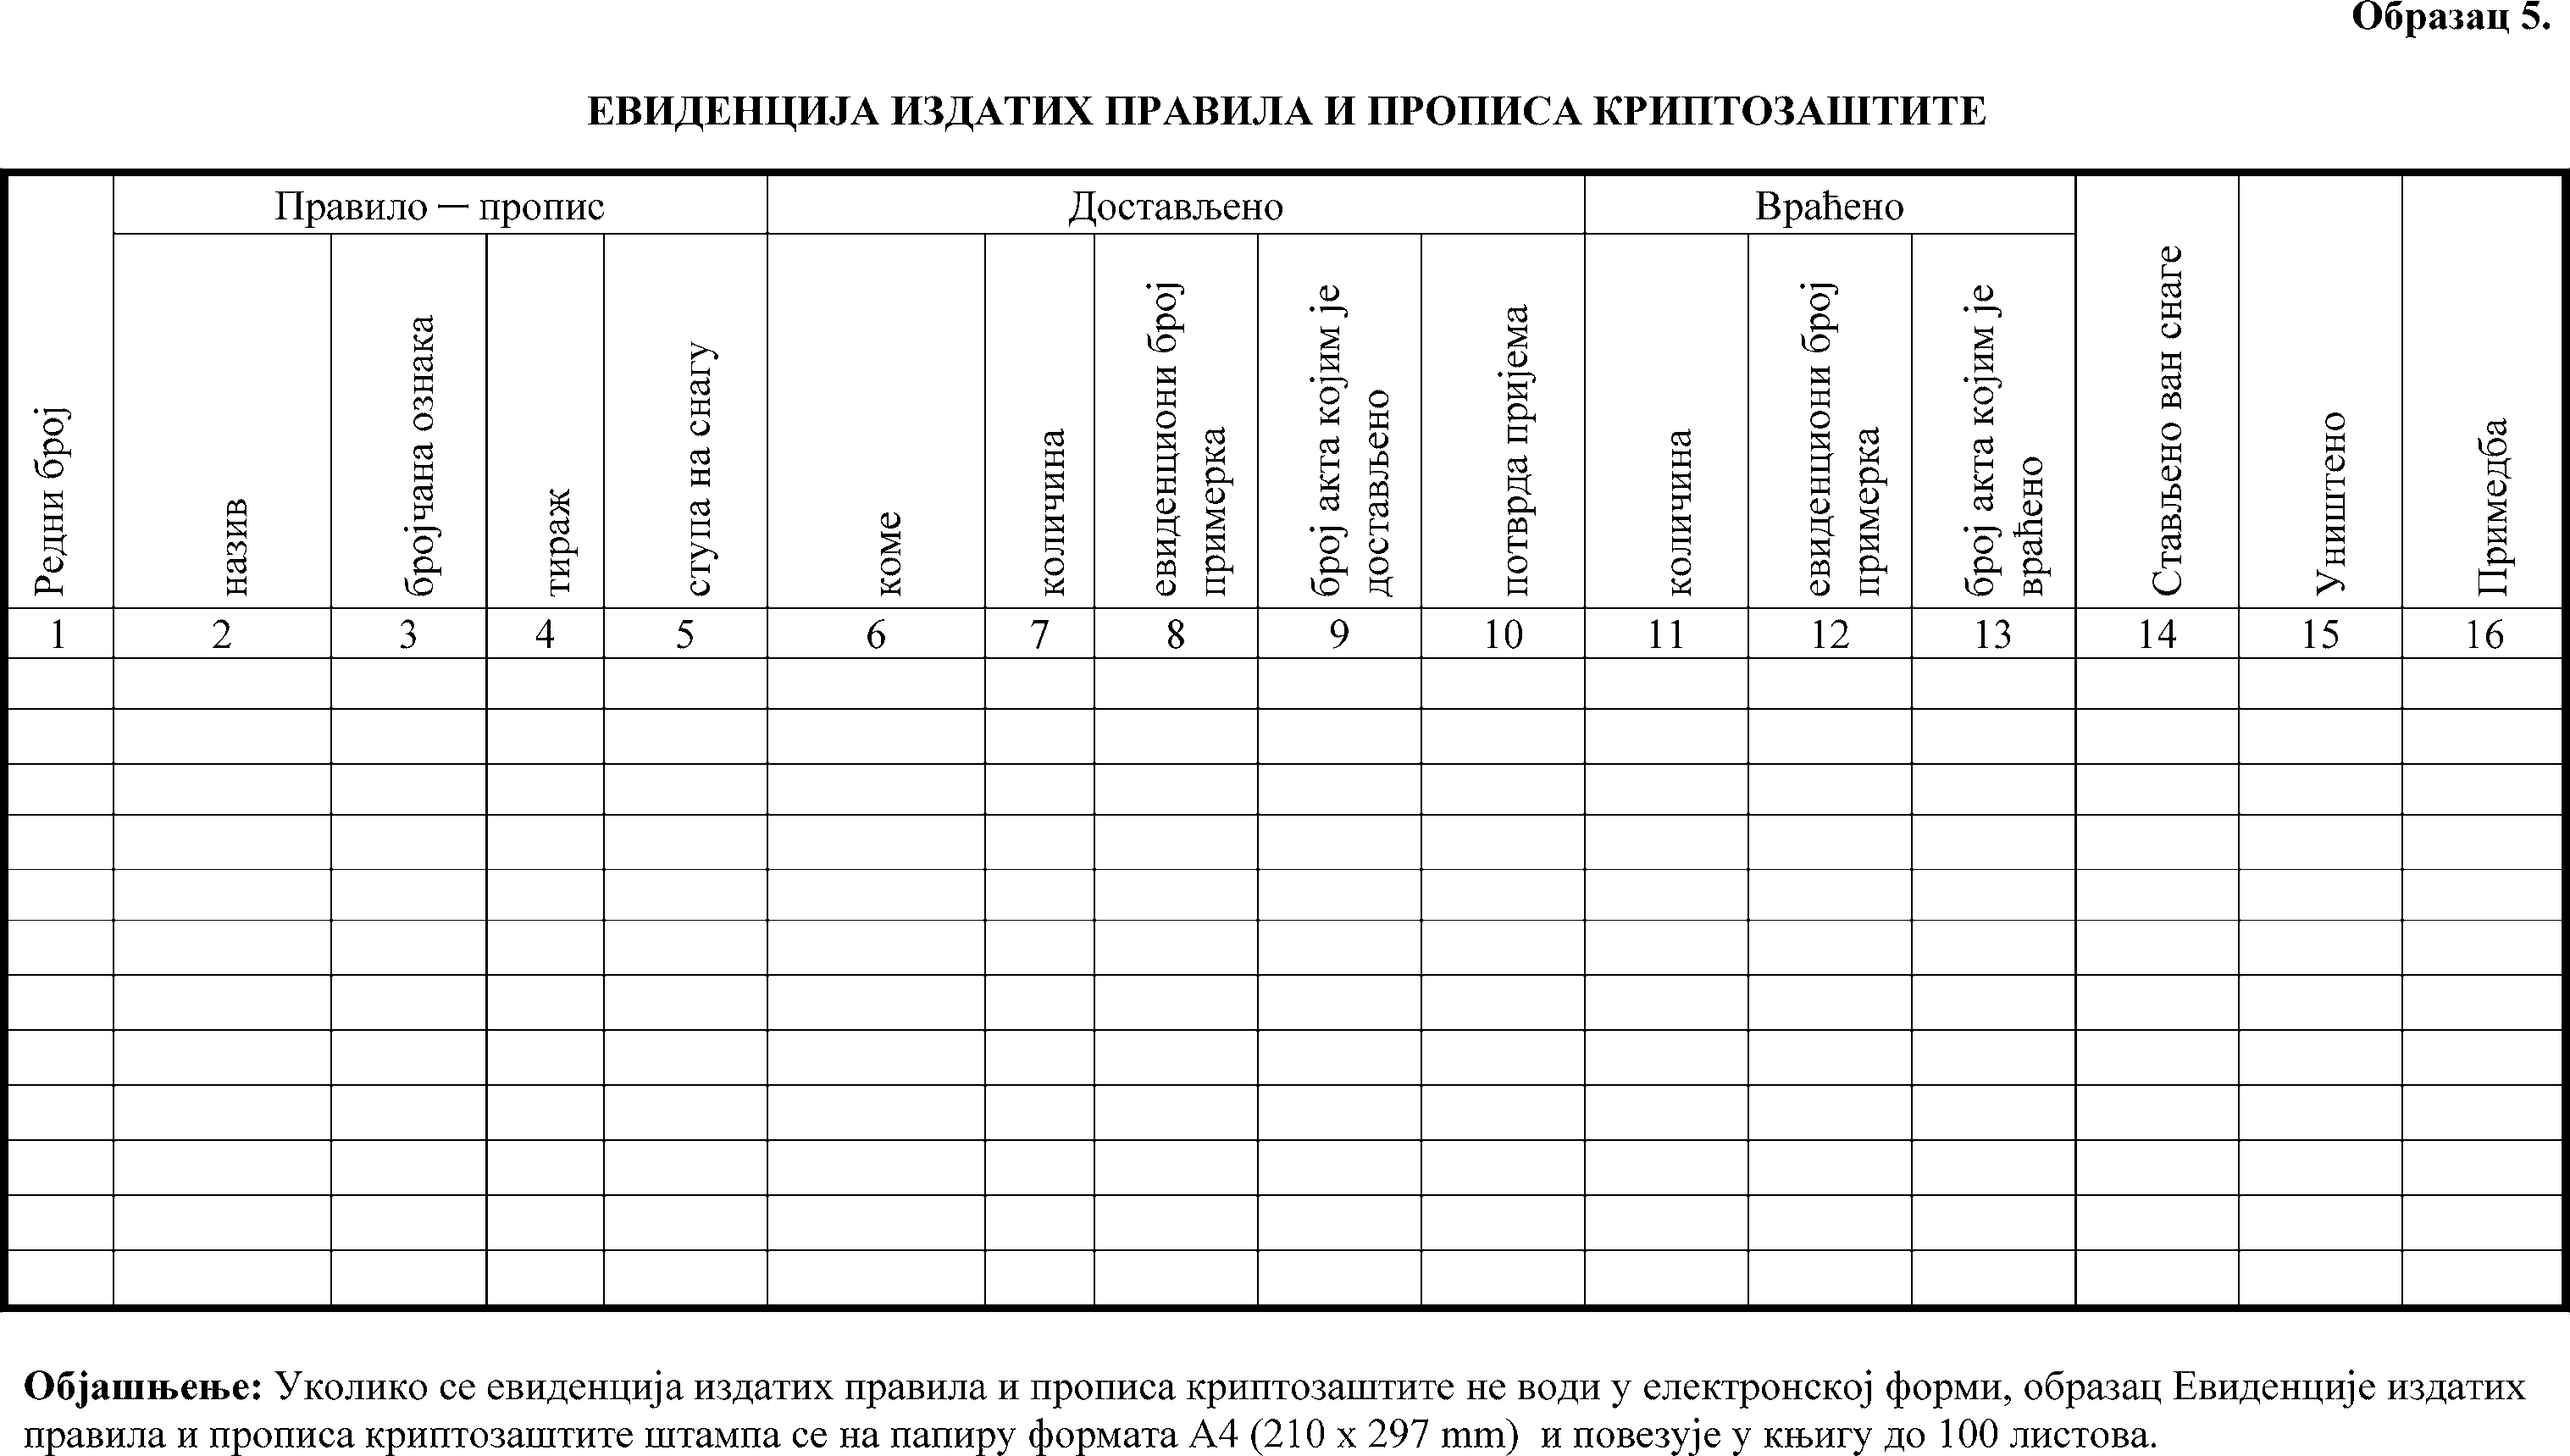 Образац 5.
ЕВИДЕНЦИЈА ИЗДАТИХ ПРАВИЛА И ПРОПИСА КРИПТОЗАШТИТЕ
Правило — пропис
Достављено
Враћено
Редни број
назив
бројчана ознака
тираж
ступа на снагу
коме
количина
евиденциони број
примерка
број акта којим је
достављено
потврда пријема
количина
евиденциони број
примерка
број акта којим је
враћено
Стављено ван снаге
Уништено
Примедба
1 2 3 4 5 6 7 8 9 10 11 12 13 14 15 16
Објашњење: Уколико се евиденција издатих правила и прописа криптозаштите не води у електронској форми, образац Евиденције издатих
правила и прописа криптозаштите штампа се на папиру формата А4 (210 x 297 mm) и повезује у књигу до 100 листова.